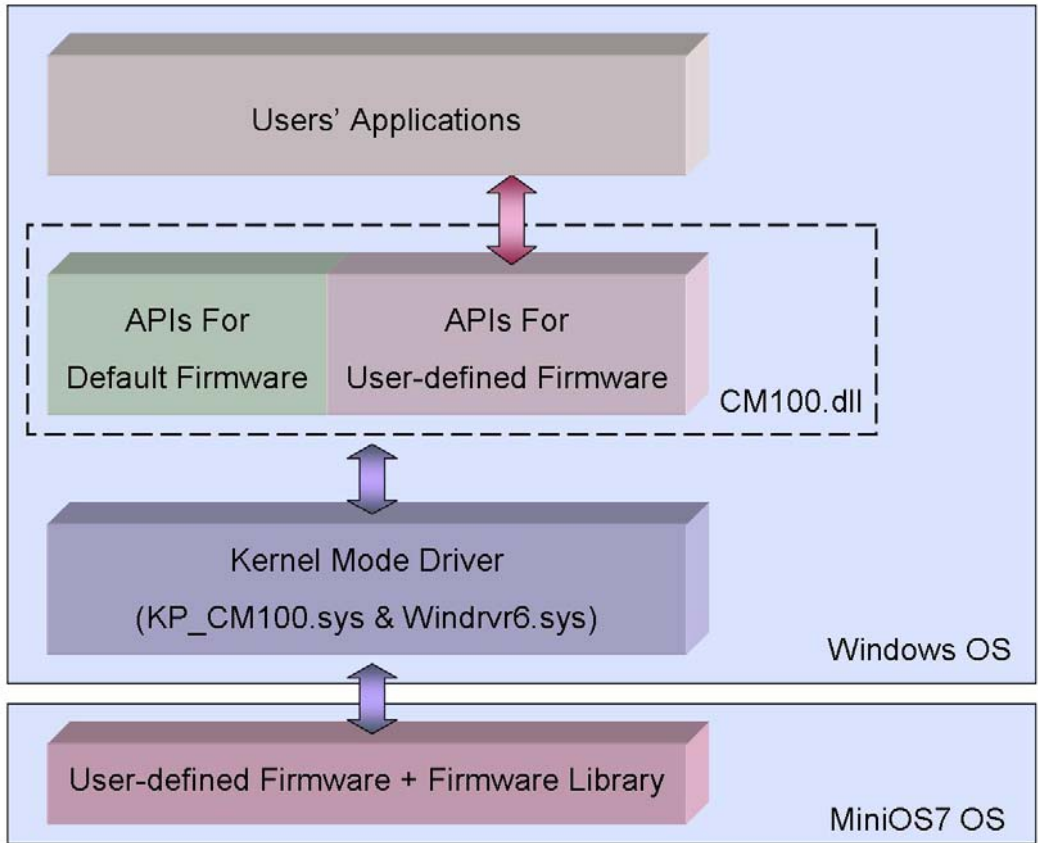 Users’ Applications
APIs For
Default Firmware
APIs For
User-defined Firmware
CM100.dll
Kernel Mode Driver
(KP_CM100.sys & Windrvr6.sys)
Windows OS
User-defined Firmware + Firmware Library
MiniOS7 OS